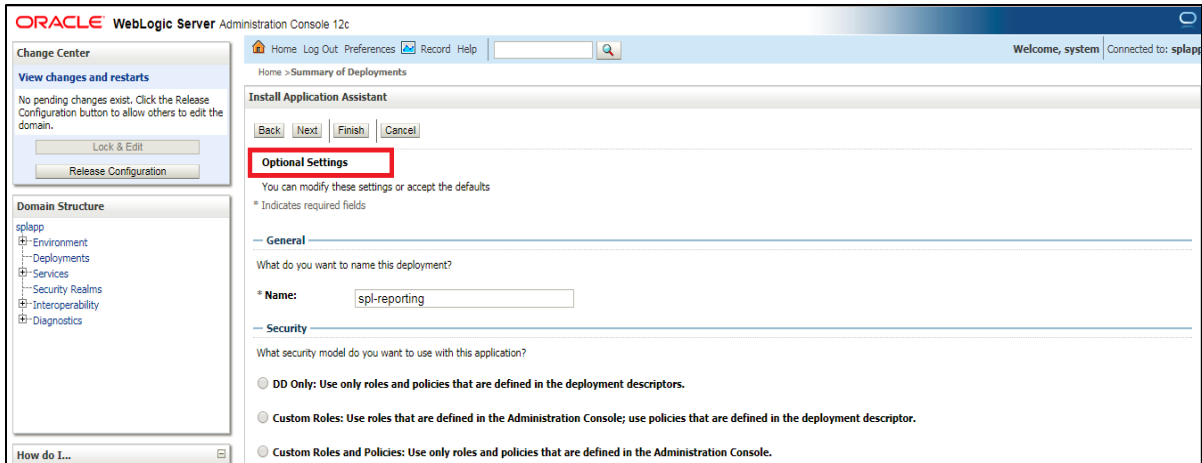 ORACLE WebLogic Server Administration Console 12c
Change Center
View changes and restarts
No pending changes exist. Click the Release
Configuration button to allow others to edit the
domain.
Lock & Edit
Release Configuration
Domain Structure
splapp
Environment
Deployments
Services
Security Realms
Interoperability
Diagnostics
How do I...
Home Log Out Preferences Record Help
Welcome, system Connected to: splapp
Home >Summary of Deployments
Install Application Assistant
Back Next Finish Cancel
Optional Settings
You can modify these settings or accept the defaults
* Indicates required fields
General
What do you want to name this deployment?
* Name: spl-reporting
Security
What security model do you want to use with this application?
DD Only: Use only roles and policies that are defined in the deployment descriptors.
Custom Roles: Use roles that are defined in the Administration Console; use policies that are defined in the deployment descriptor.
Custom Roles and Policies: Use only roles and policies that are defined in the Administration Console.